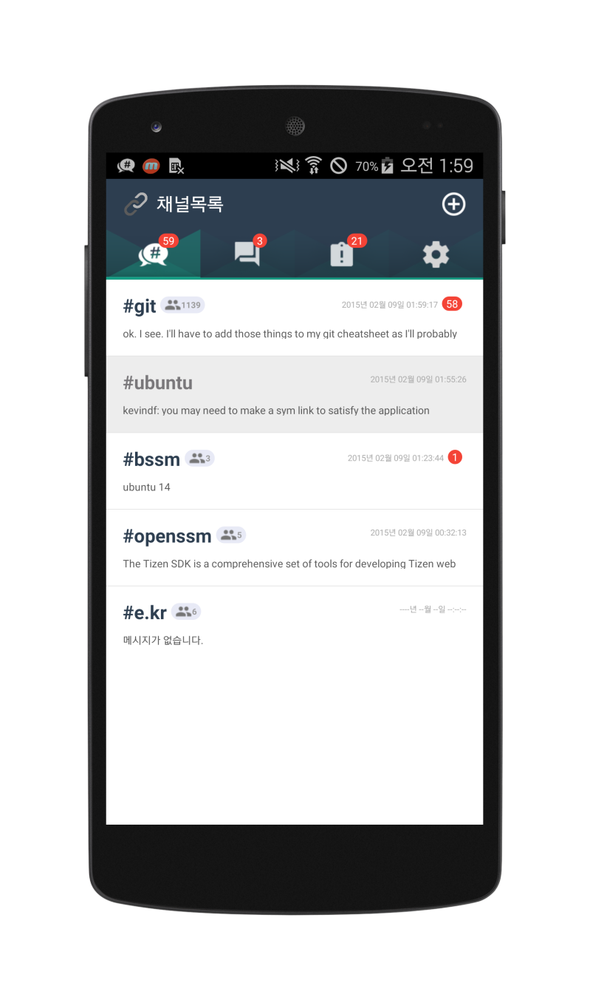 70% 오전 1:59
채널목록
59 3 21
#
#git 1139 2015년 02월 09일 01:59:17 58
ok. I see. I'll have to add those things to my git cheatsheet as I'll probably
#ubuntu 2015년 02월 09일 01:55:26
kevindf: you may need to make a sym link to satisfy the application
#bssm 3 2015년 02월 09일 01:23:44 1
ubuntu 14
#openssm 5 2015년 02월 09일 00:32:13
The Tizen SDK is a comprehensive set of tools for developing Tizen web
#e.kr 6 ----년 --월 --일 --:--:--
메시지가 없습니다.